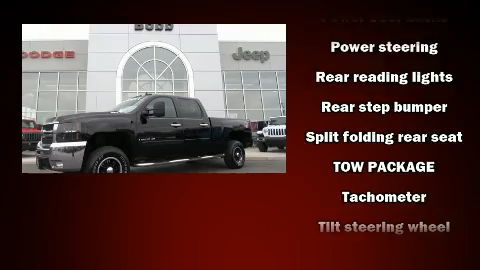 DODGE
Jeep
Power steering
Rear reading lights
Rear step bumper
Split folding rear seat
TOW PACKAGE
Tachometer
Tilt steering wheel